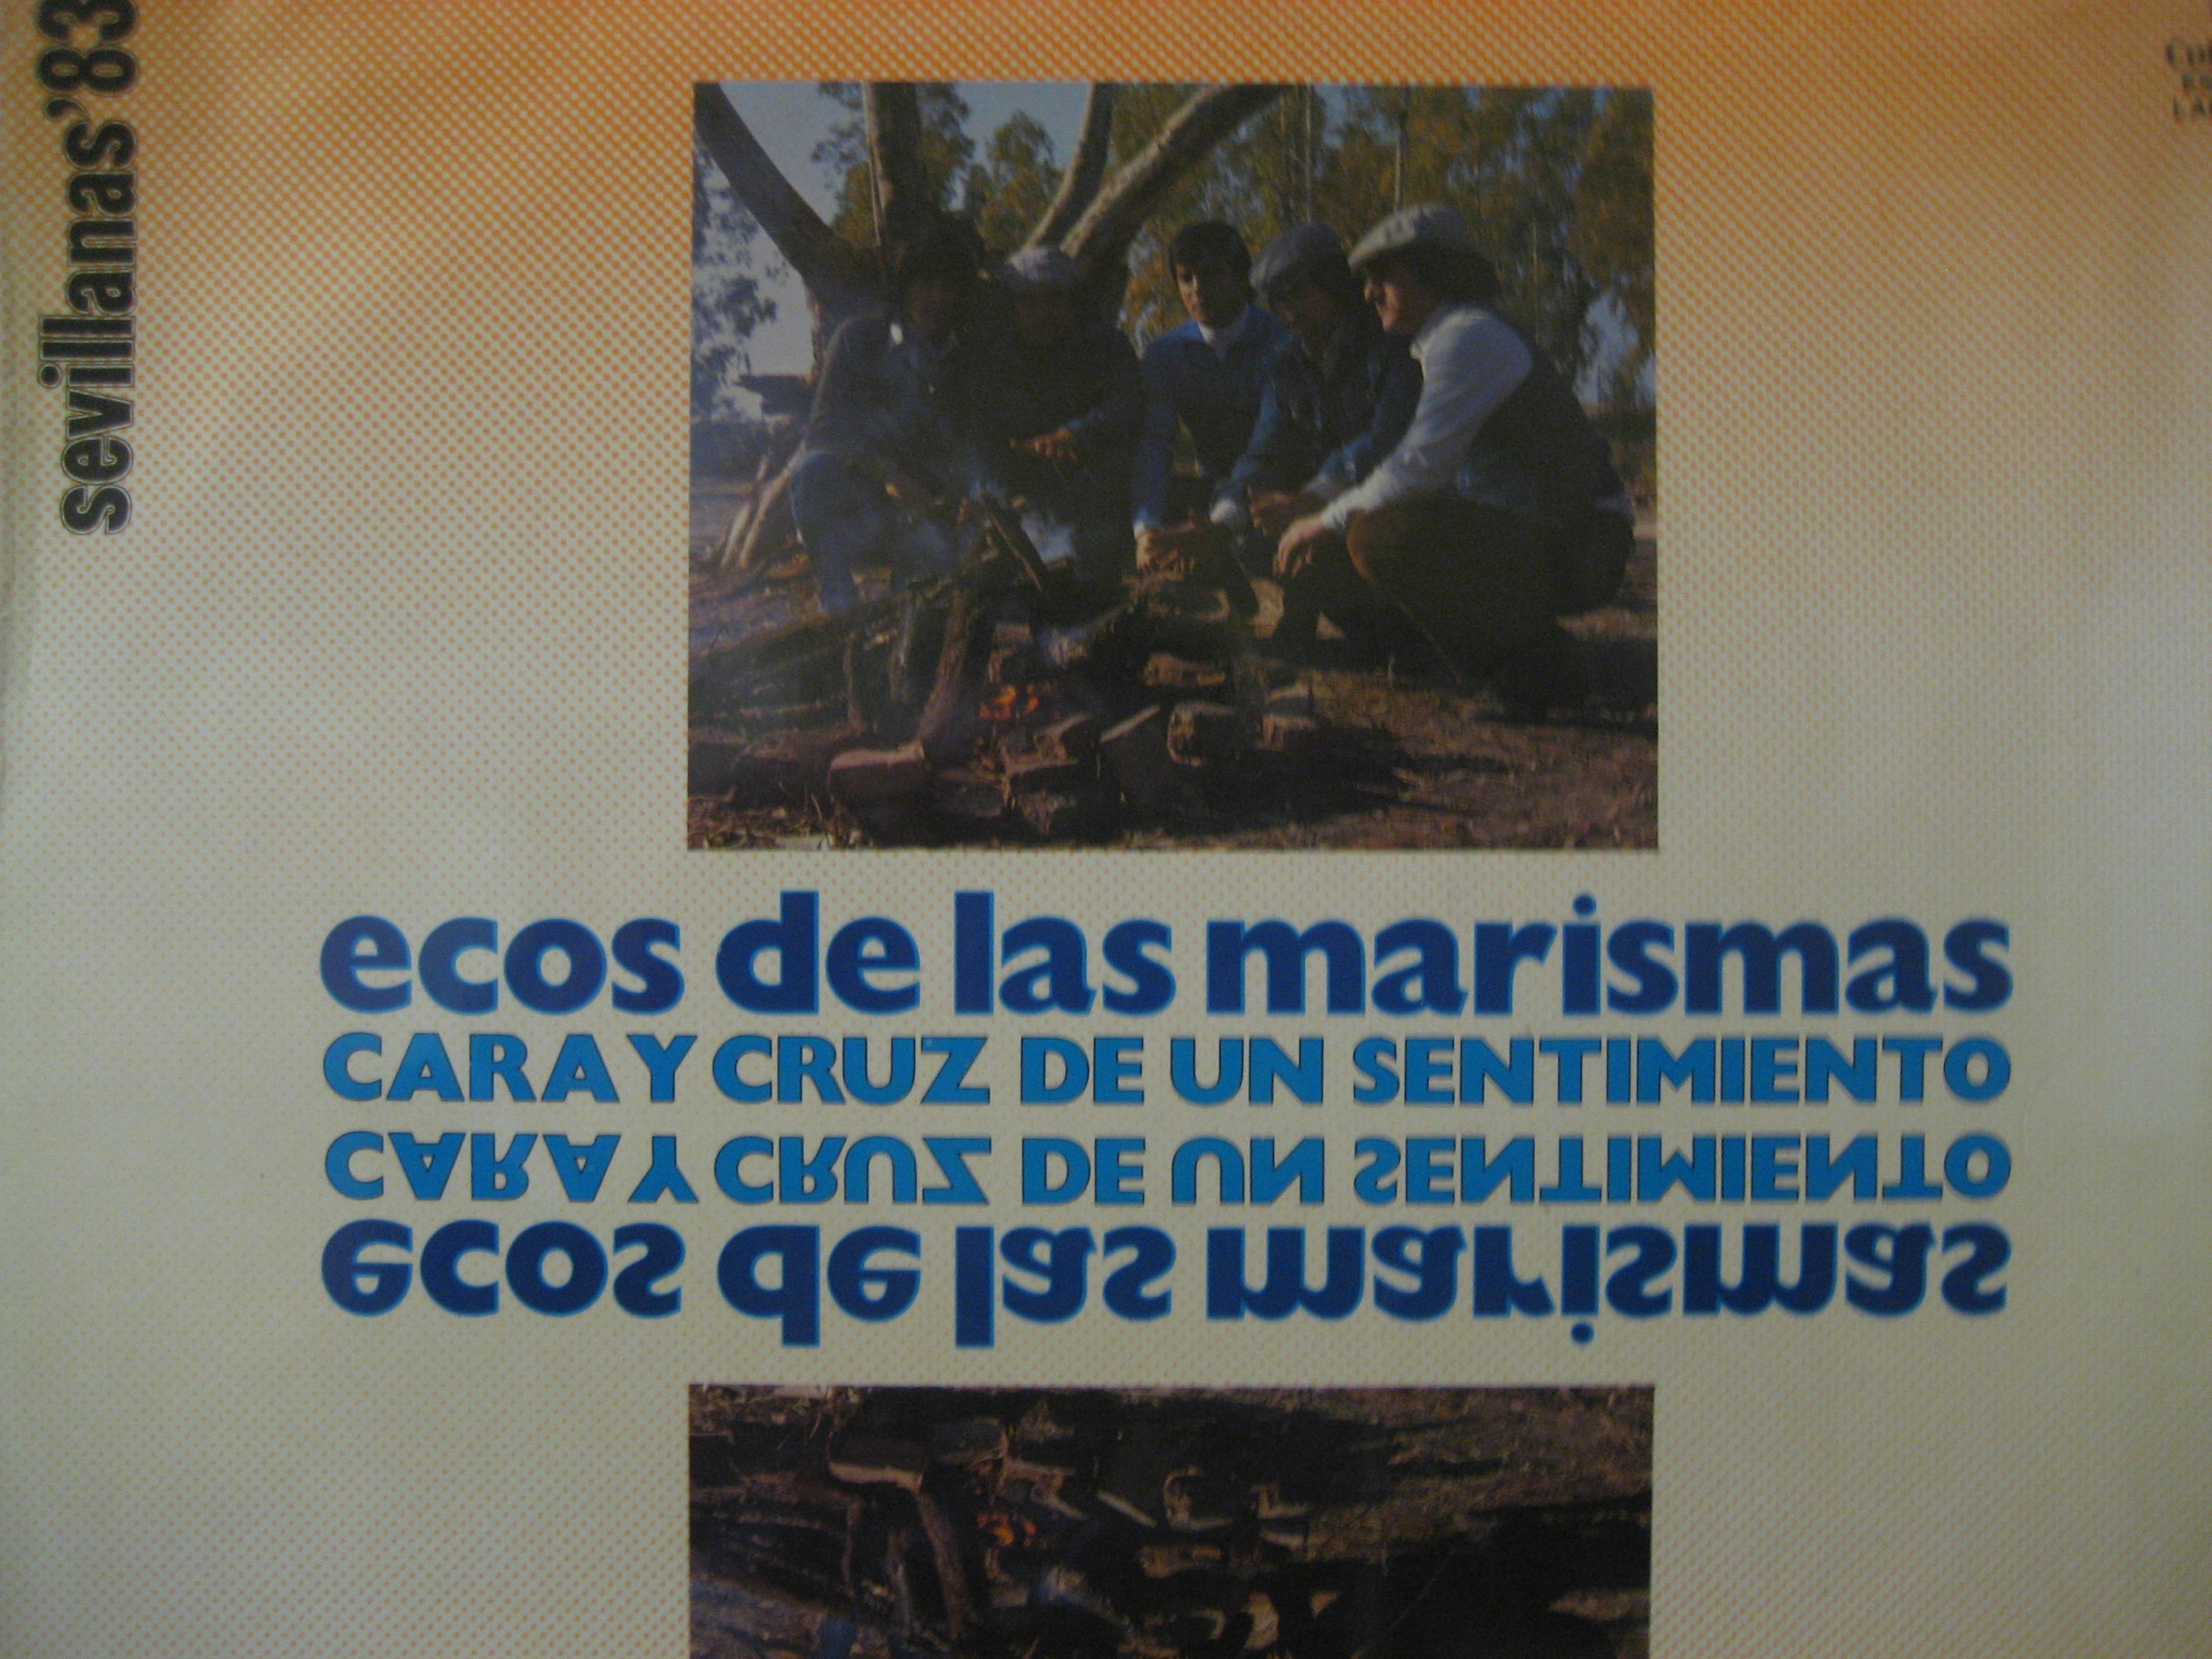 sevillanas'83
ecos de las marismas
CARA Y CRUZ DE UN SENTIMIENTO
CARA Y CRUZ DE UN SENTIMIENTO
ecos de las marismas